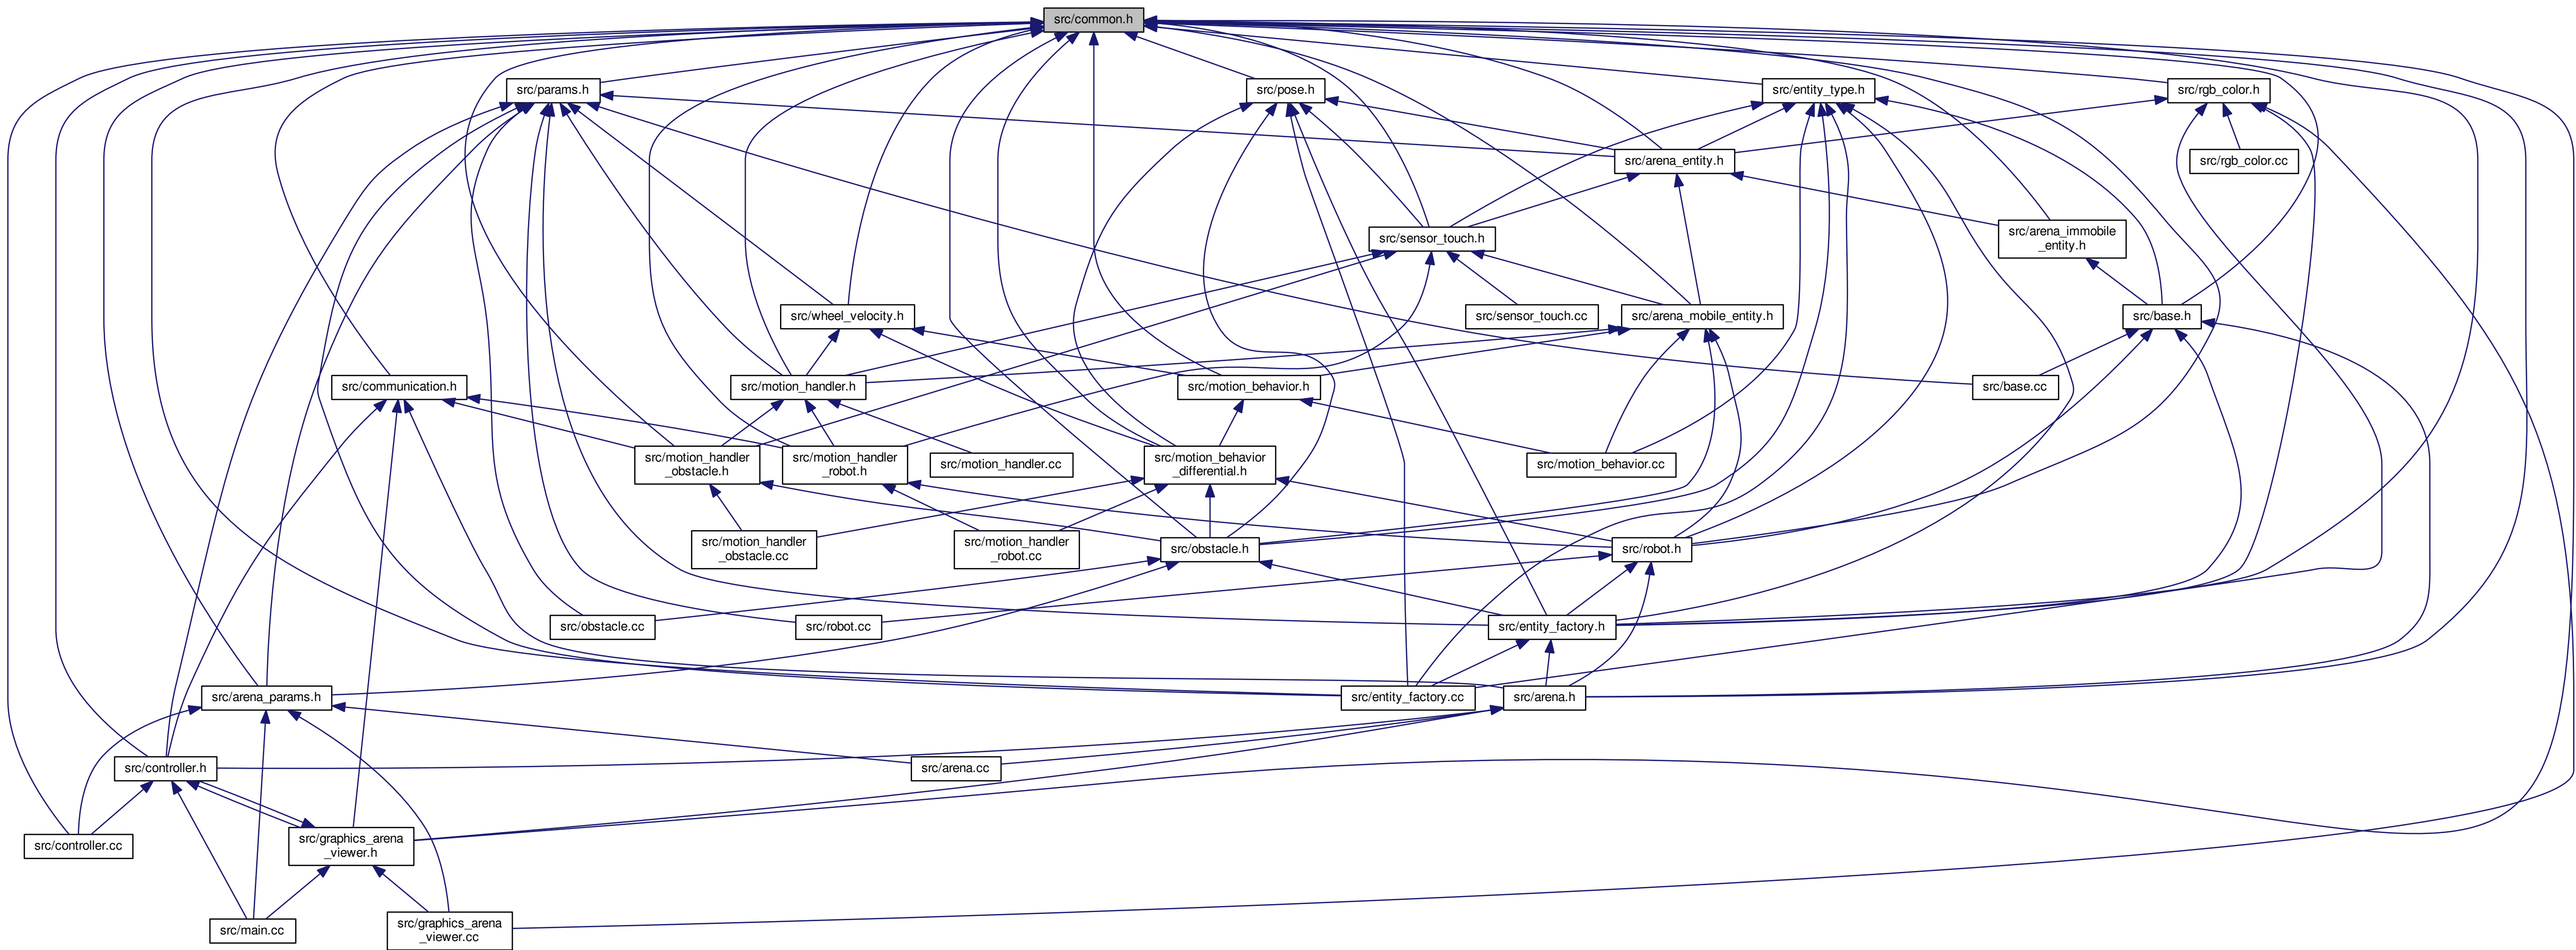 src/common.h
src/params.h
src/pose.h
src/entity_type.h
src/rgb_color.h
src/arena_entity.h
src/rgb_color.cc
src/sensor_touch.h
src/arena_immobile
_entity.h
src/wheel_velocity.h
src/sensor_touch.cc
src/arena_mobile_entity.h
src/base.h
src/communication.h
src/motion_handler.h
src/motion_behavior.h
src/base.cc
src/motion_handler
_obstacle.h
src/motion_handler
_robot.h
src/motion_handler.cc
src/motion_behavior
_differential.h
src/motion_behavior.cc
src/motion_handler
_obstacle.cc
src/motion_handler
_robot.cc
src/obstacle.h
src/robot.h
src/obstacle.cc
src/robot.cc
src/entity_factory.h
src/arena_params.h
src/entity_factory.cc
src/arena.h
src/controller.h
src/arena.cc
src/controller.cc
src/graphics_arena
_viewer.h
src/main.cc
src/graphics_arena
_viewer.cc